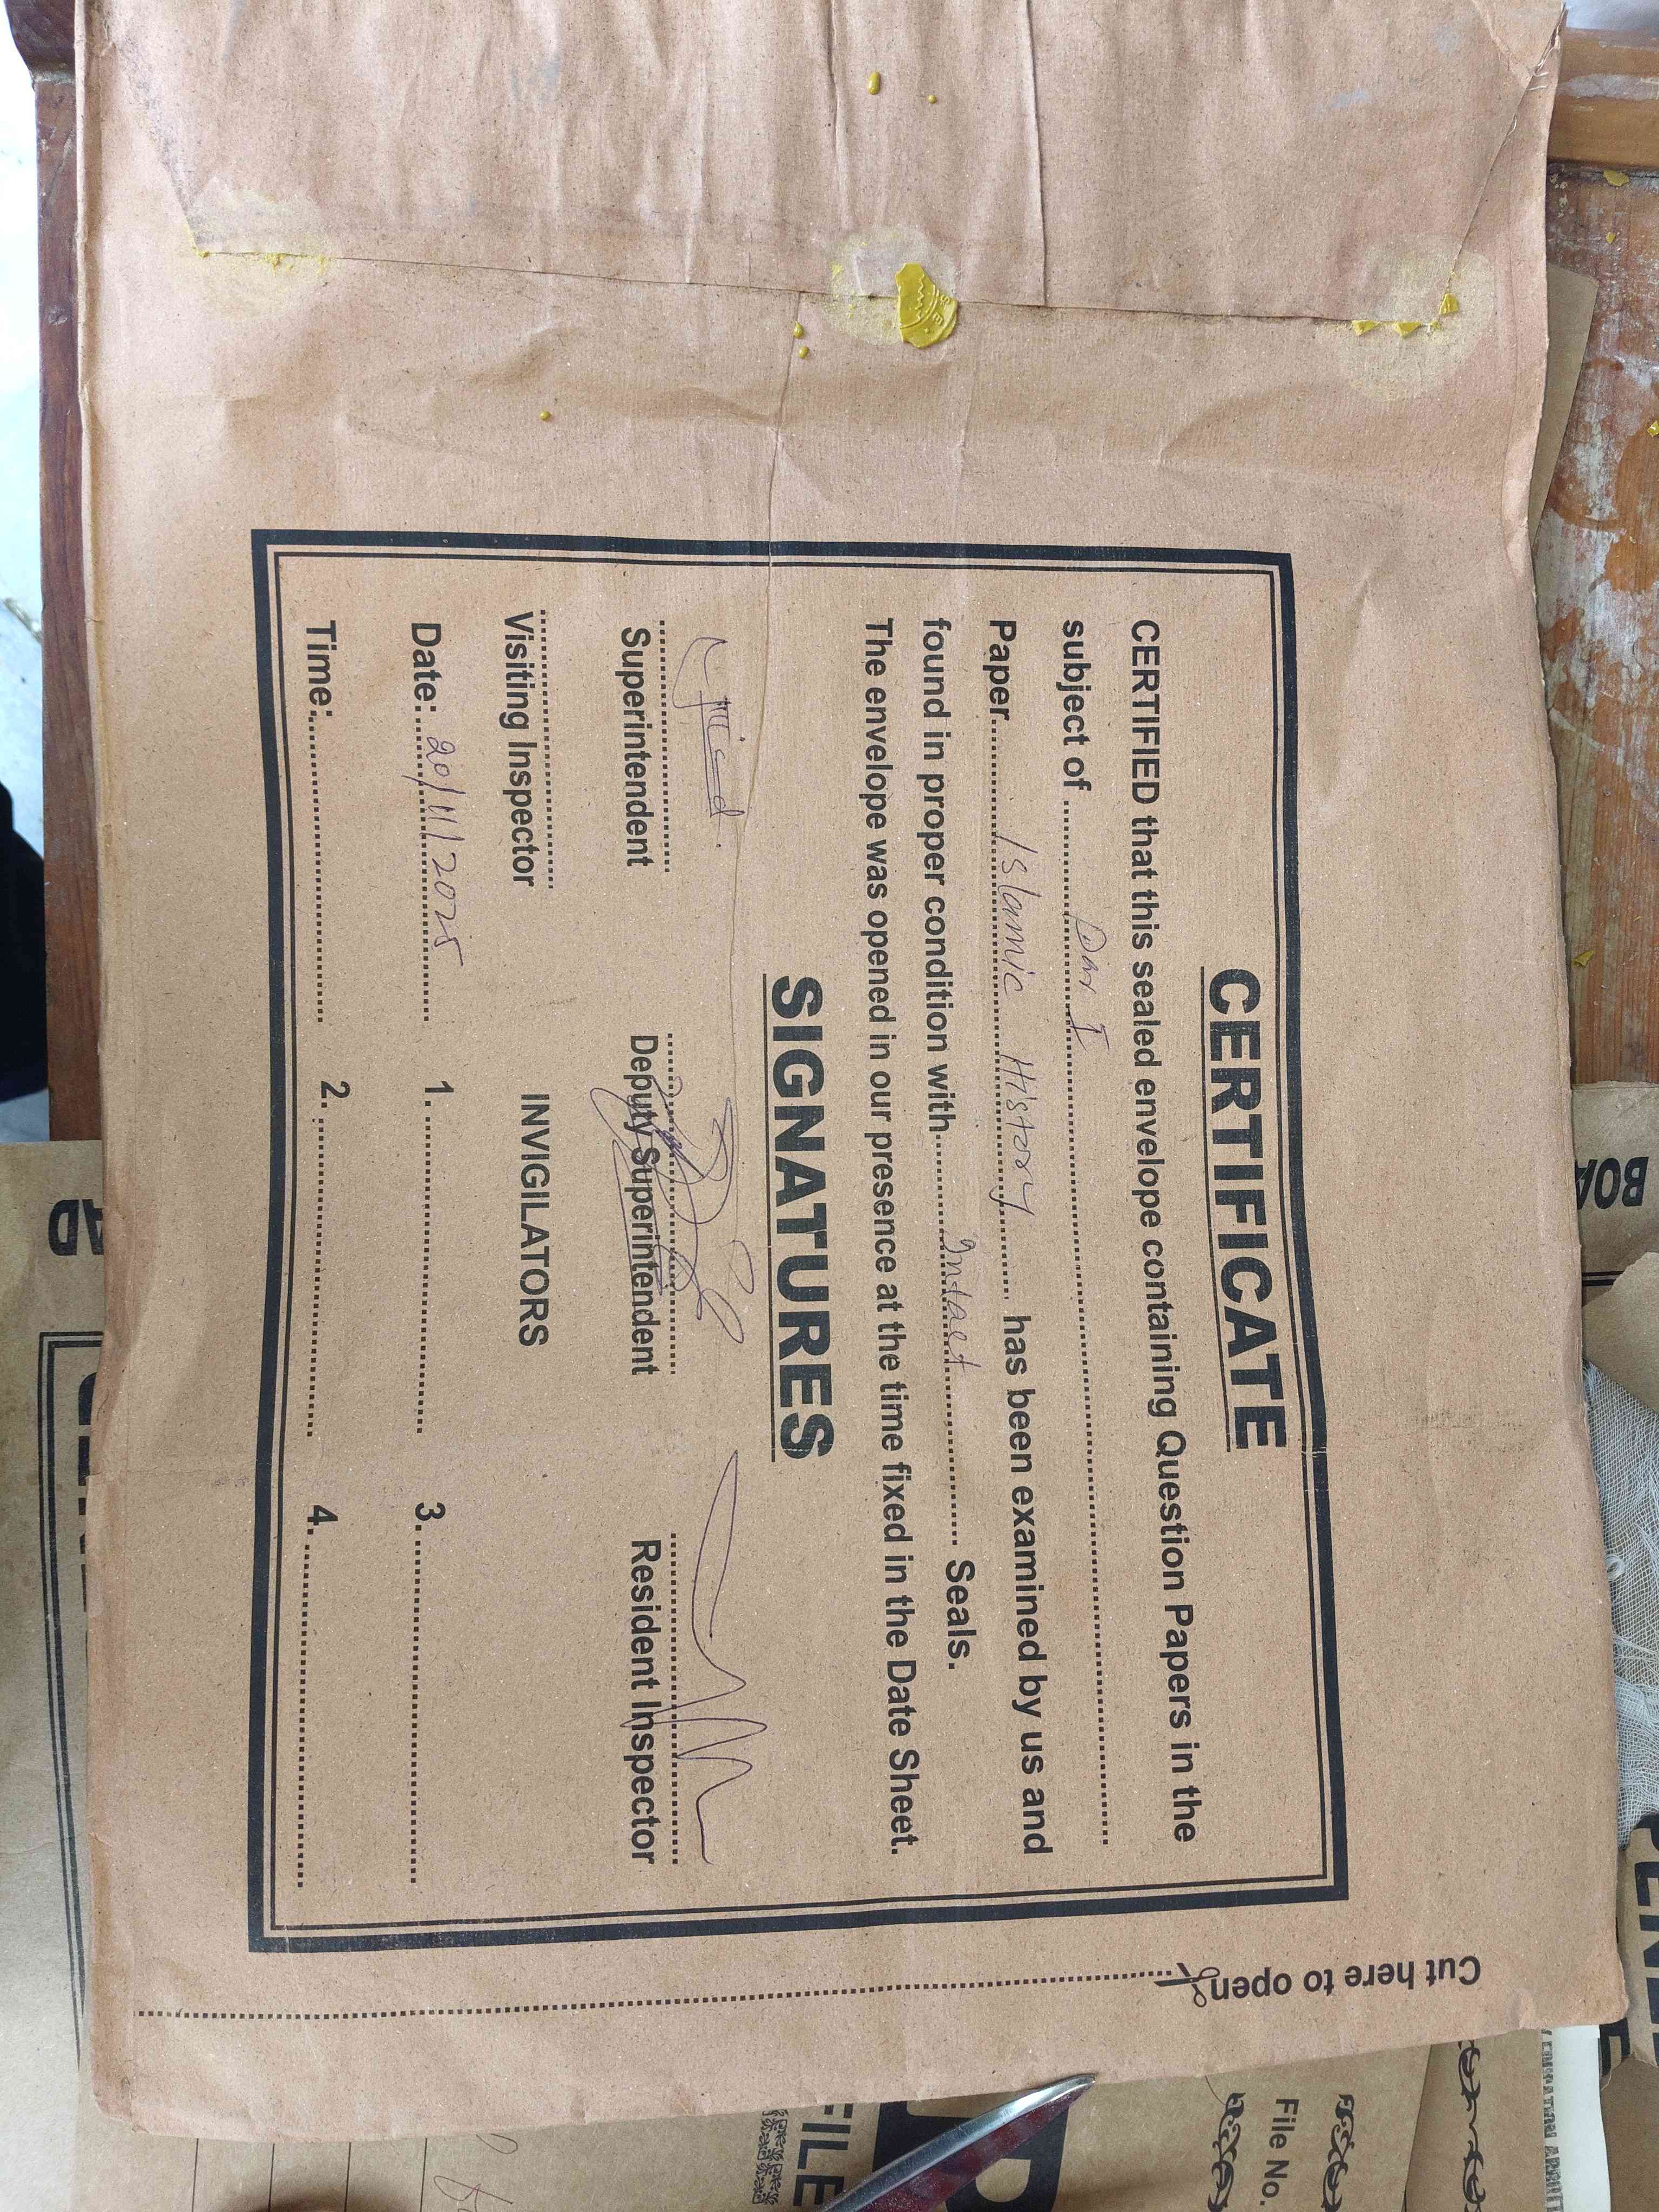 CERTIFICATE
CERTIFIED that this sealed envelope containing Question Papers in the
subject of ........................................................
Paper...... Islamic History ....... has been examined by us and
found in proper condition with........ Intact ........ Seals.
The envelope was opened in our presence at the time fixed in the Date Sheet.
SIGNATURES
Superintendent Deputy Superintendent Resident Inspector
Visiting Inspector INVIGILATORS
Date: 20/11/2025 1. ........................ 3. ........................
Time:........................ 2. ........................ 4. ........................
Cut here to open
File No.
FILE